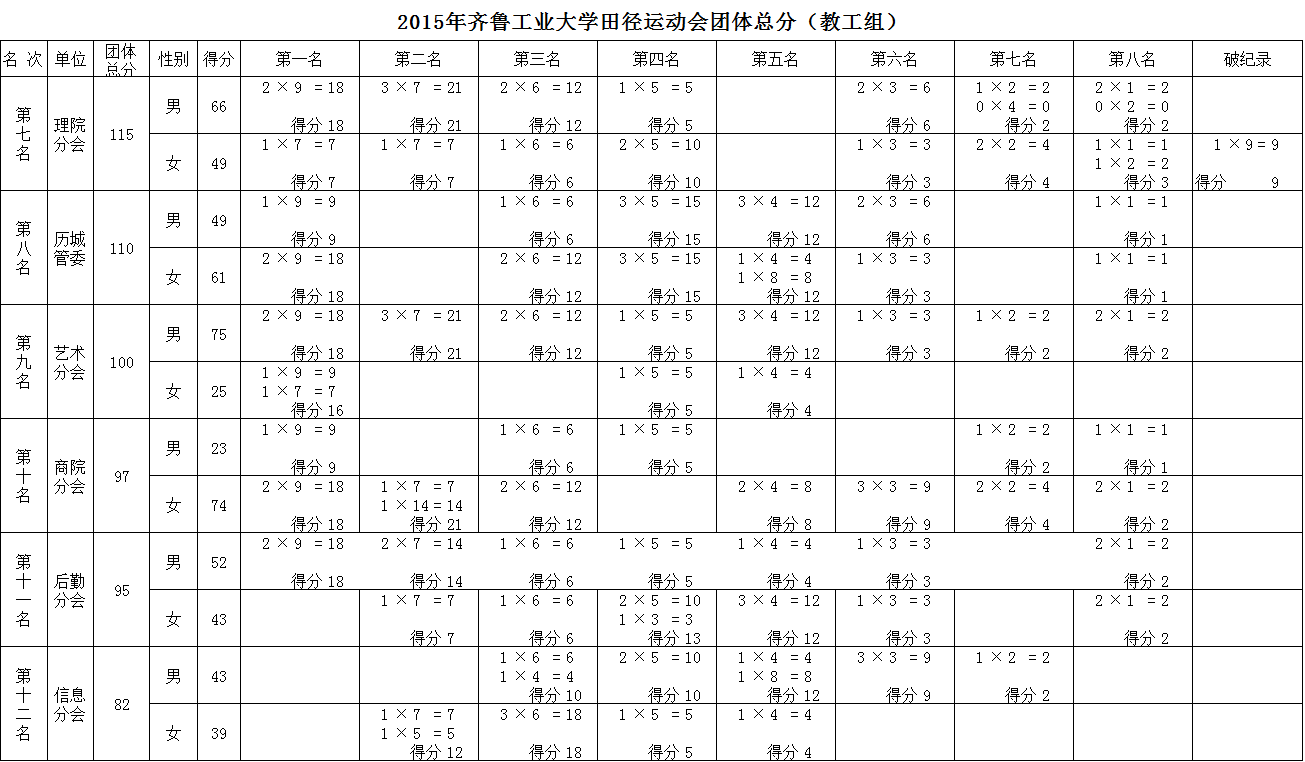 2015年齐鲁工业大学田径运动会团体总分（教工组）
名 次 单位 团体总分 性别 得分 第一名 第二名 第三名 第四名 第五名 第六名 第七名 第八名 破纪录
第七名 理院分会 115
男 66
2×9 =18 3×7 =21 2×6 =12 1×5 =5 2×3 =6 1×2 =2 2×1 =2
0×4 =0 0×2 =0
得分 18 得分 21 得分 12 得分 5 得分 6 得分 2 得分 2
女 49
1×7 =7 1×7 =7 1×6 =6 2×5 =10 1×3 =3 2×2 =4 1×1 =1 1×9=9
1×2 =2
得分 7 得分 7 得分 6 得分 10 得分 3 得分 4 得分 3 得分 9
第八名 历城管委 110
男 49
1×9 =9 1×6 =6 3×5 =15 3×4 =12 2×3 =6 1×1 =1
得分 9 得分 6 得分 15 得分 12 得分 6 得分 1
女 61
2×9 =18 2×6 =12 3×5 =15 1×4 =4 1×3 =3 1×1 =1
1×8 =8
得分 18 得分 12 得分 15 得分 12 得分 3 得分 1
第九名 艺术分会 100
男 75
2×9 =18 3×7 =21 2×6 =12 1×5 =5 3×4 =12 1×3 =3 1×2 =2 2×1 =2
得分 18 得分 21 得分 12 得分 5 得分 12 得分 3 得分 2 得分 2
女 25
1×9 =9 1×5 =5 1×4 =4
1×7 =7
得分 16 得分 5 得分 4
第十名 商院分会 97
男 23
1×9 =9 1×6 =6 1×5 =5 1×2 =2 1×1 =1
得分 9 得分 6 得分 5 得分 2 得分 1
女 74
2×9 =18 1×7 =7 2×6 =12 2×4 =8 3×3 =9 2×2 =4 2×1 =2
1×14=14
得分 18 得分 21 得分 12 得分 8 得分 9 得分 4 得分 2
第十一名 后勤分会 95
男 52
2×9 =18 2×7 =14 1×6 =6 1×5 =5 1×4 =4 1×3 =3 2×1 =2
得分 18 得分 14 得分 6 得分 5 得分 4 得分 3 得分 2
女 43
1×7 =7 1×6 =6 2×5 =10 3×4 =12 1×3 =3 2×1 =2
1×3 =3
得分 7 得分 6 得分 13 得分 12 得分 3 得分 2
第十二名 信息分会 82
男 43
1×6 =6 2×5 =10 1×4 =4 3×3 =9 1×2 =2
1×4 =4 1×8 =8
得分 10 得分 10 得分 12 得分 9 得分 2
女 39
1×7 =7 3×6 =18 1×5 =5 1×4 =4
1×5 =5
得分 12 得分 18 得分 5 得分 4